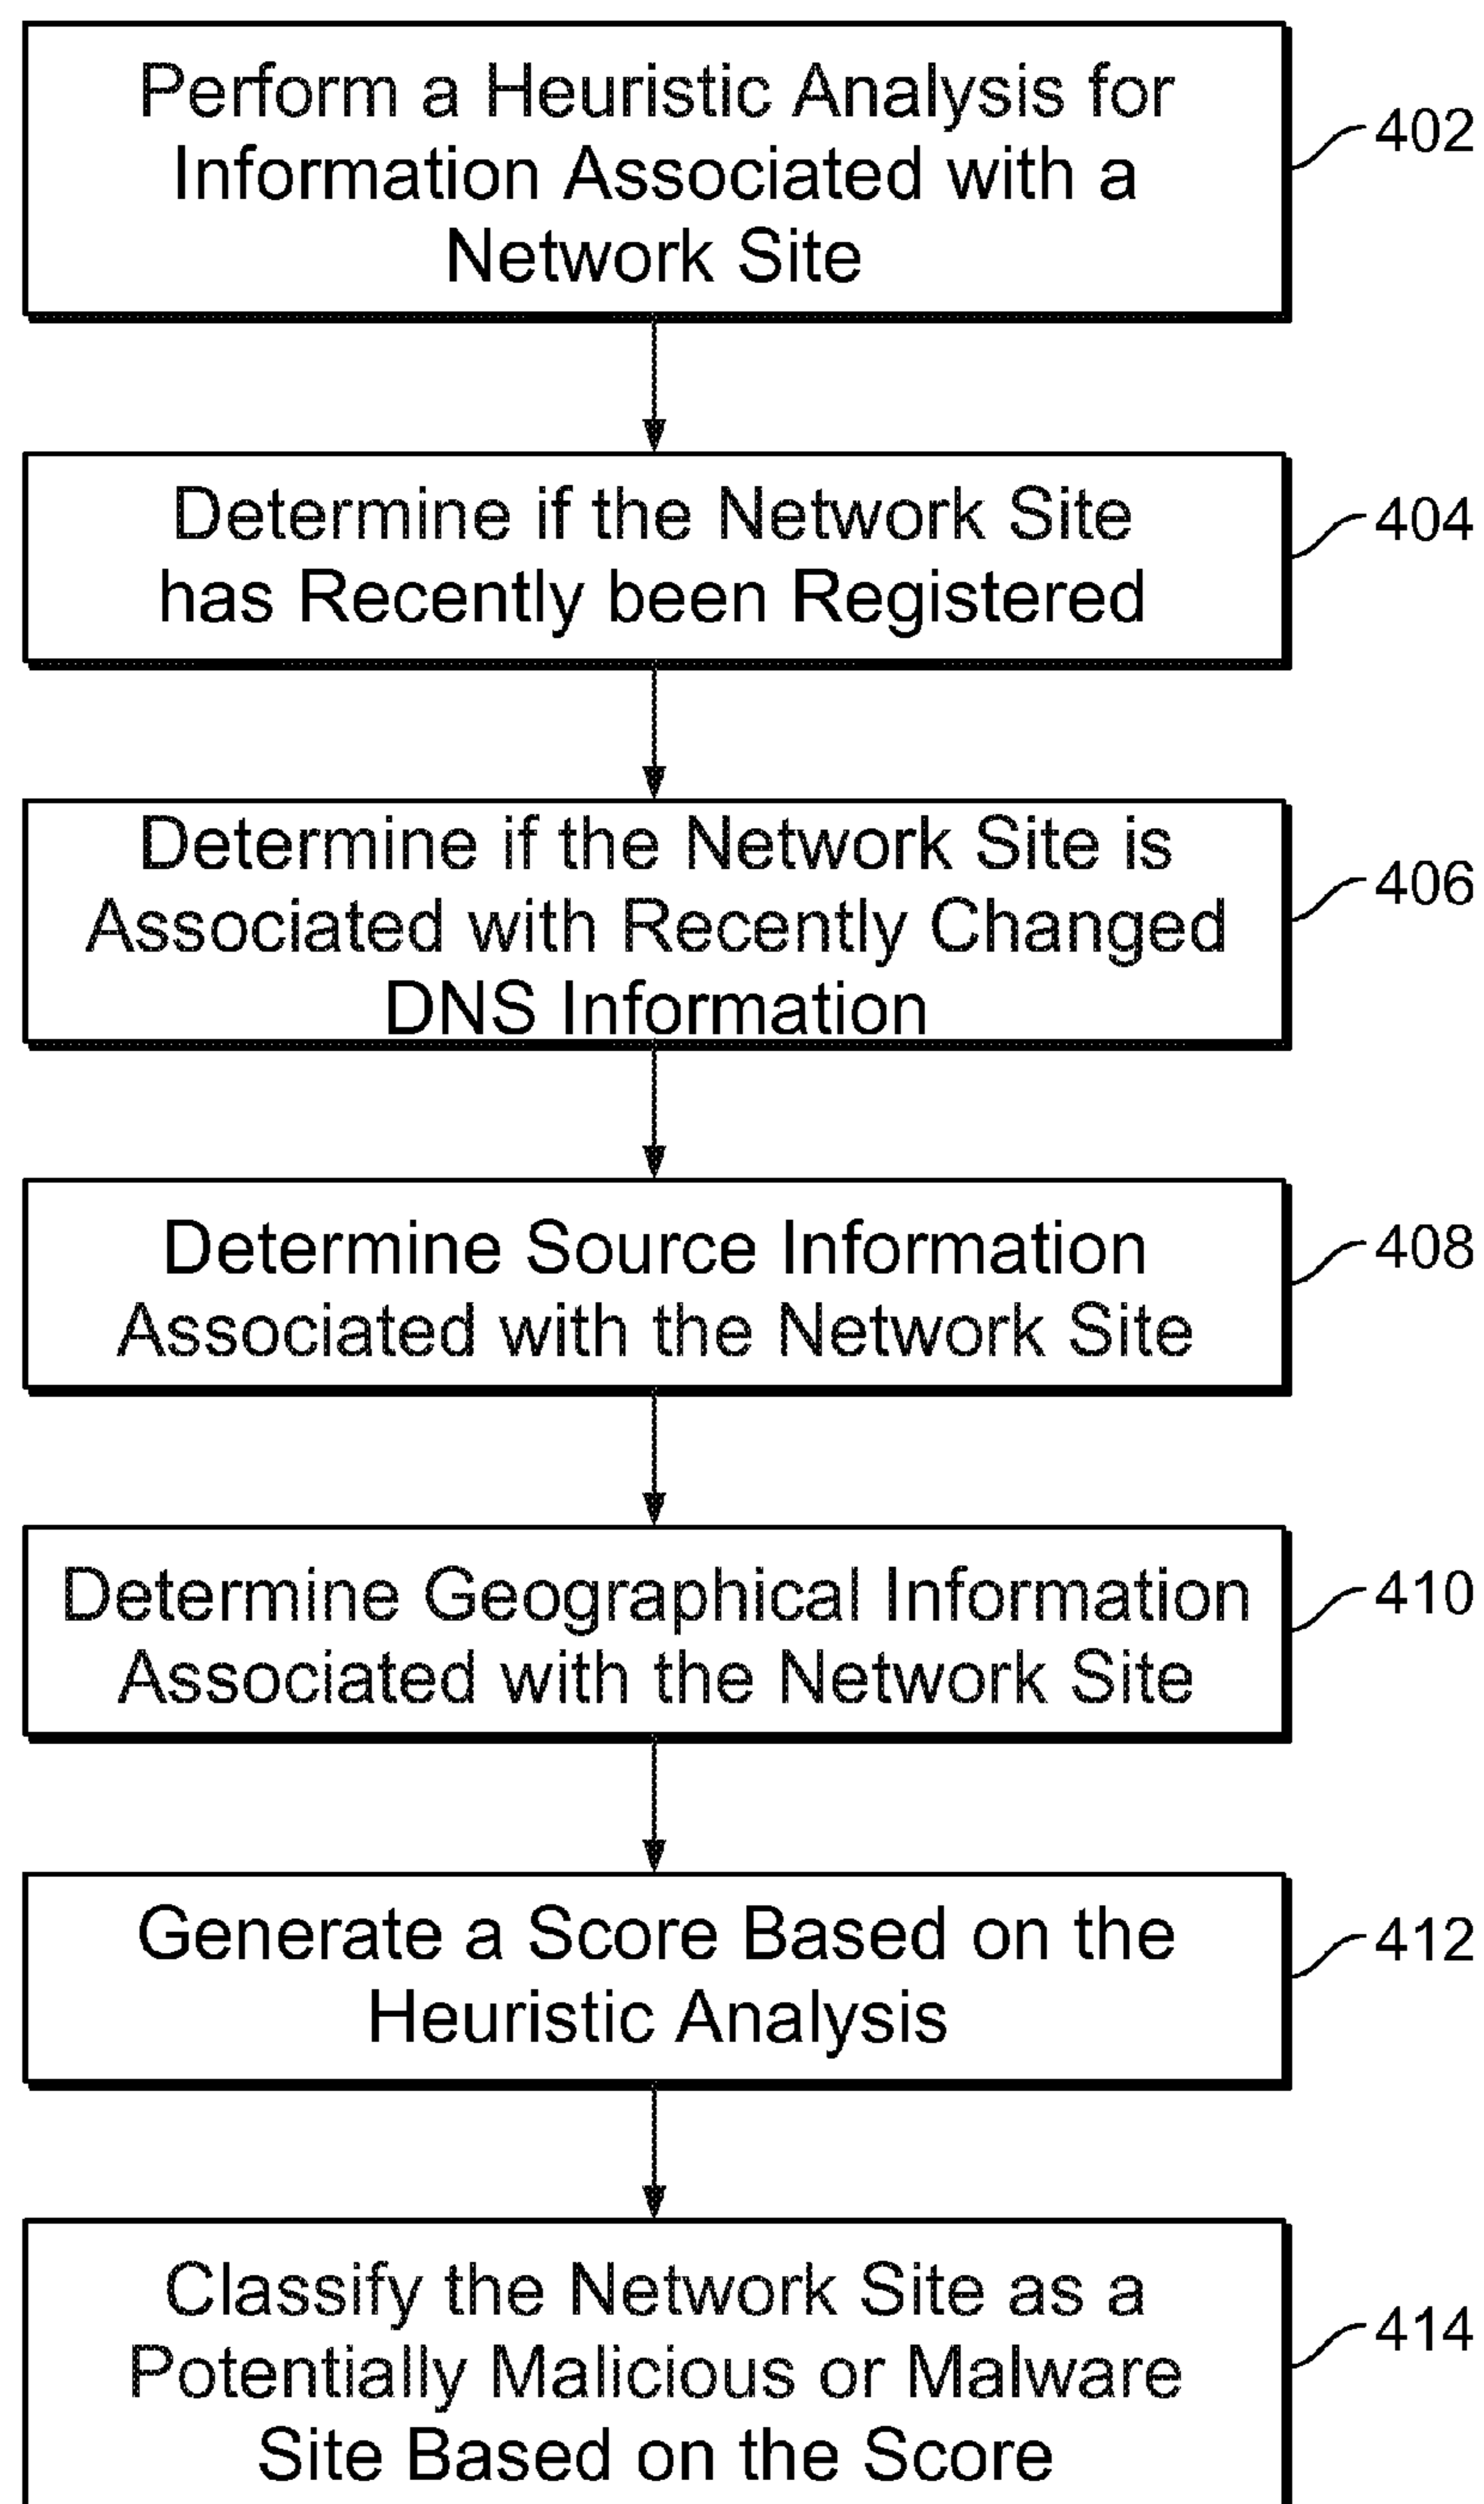 Perform a Heuristic Analysis for
Information Associated with a
Network Site
402
Determine if the Network Site
has Recently been Registered
404
Determine if the Network Site is
Associated with Recently Changed
DNS Information
406
Determine Source Information
Associated with the Network Site
408
Determine Geographical Information
Associated with the Network Site
410
Generate a Score Based on the
Heuristic Analysis
412
Classify the Network Site as a
Potentially Malicious or Malware
Site Based on the Score
414